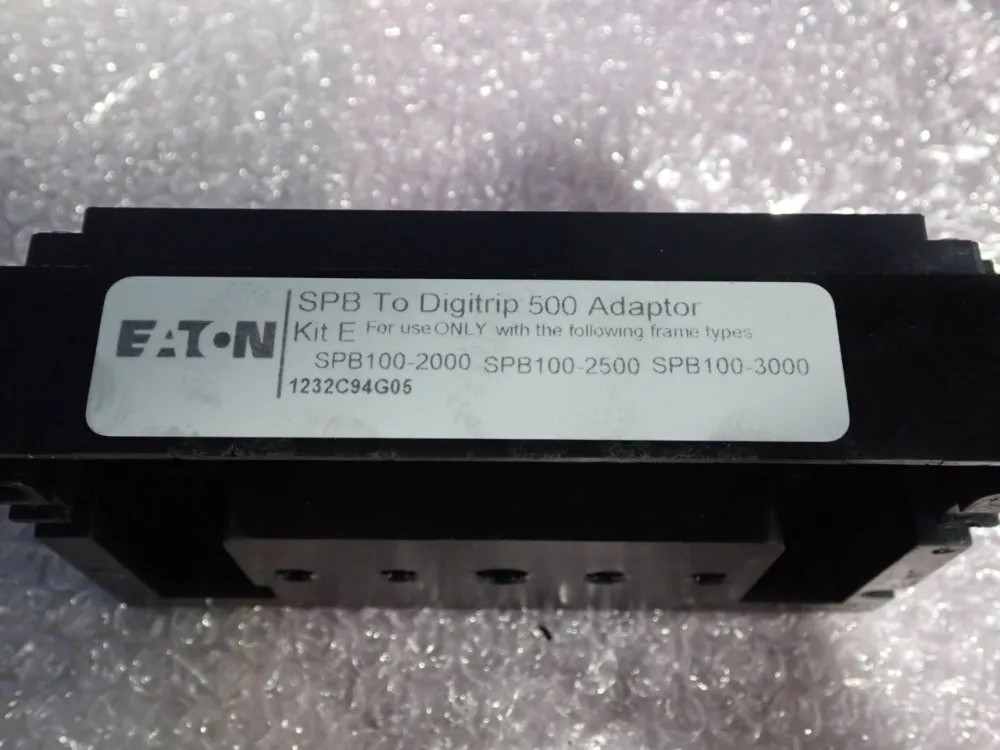 EATON
SPB To Digitrip 500 Adaptor
Kit E For use ONLY with the following frame types
SPB100-2000 SPB100-2500 SPB100-3000
1232C94G05